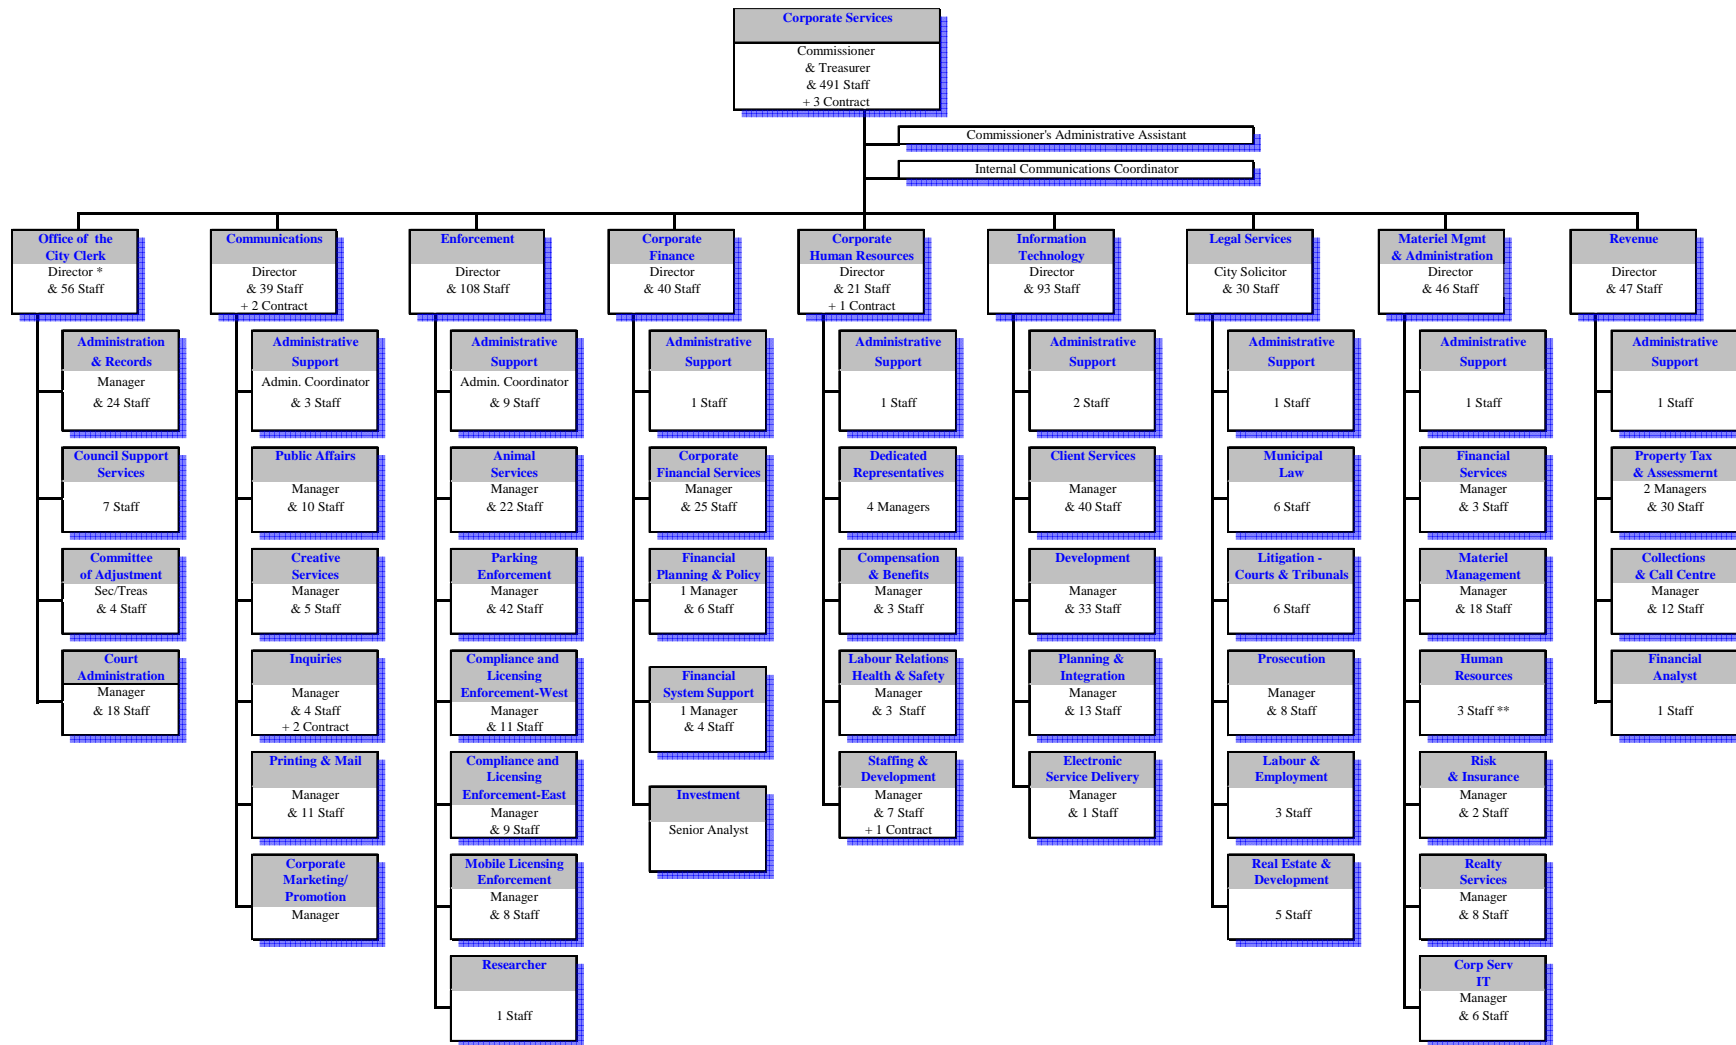 Corporate Services
Commissioner
& Treasurer
& 491 Staff
+ 3 Contract
Commissioner's Administrative Assistant
Internal Communications Coordinator
Office of the
City Clerk
Director *
& 56 Staff
Administration
& Records
Manager
& 24 Staff
Council Support
Services
7 Staff
Committee
of Adjustment
Sec/Treas
& 4 Staff
Court
Administration
Manager
& 18 Staff
Communications
Director
& 39 Staff
+ 2 Contract
Administrative
Support
Admin. Coordinator
& 3 Staff
Public Affairs
Manager
& 10 Staff
Creative
Services
Manager
& 5 Staff
Inquiries
Manager
& 4 Staff
+ 2 Contract
Printing & Mail
Manager
& 11 Staff
Corporate
Marketing/
Promotion
Manager
Enforcement
Director
& 108 Staff
Administrative
Support
Admin. Coordinator
& 9 Staff
Animal
Services
Manager
& 22 Staff
Parking
Enforcement
Manager
& 42 Staff
Compliance and
Licensing
Enforcement-West
Manager
& 11 Staff
Compliance and
Licensing
Enforcement-East
Manager
& 9 Staff
Mobile Licensing
Enforcement
Manager
& 8 Staff
Researcher
1 Staff
Corporate
Finance
Director
& 40 Staff
Administrative
Support
1 Staff
Corporate
Financial Services
Manager
& 25 Staff
Financial
Planning & Policy
1 Manager
& 6 Staff
Financial
System Support
1 Manager
& 4 Staff
Investment
Senior Analyst
Corporate
Human Resources
Director
& 21 Staff
+ 1 Contract
Administrative
Support
1 Staff
Dedicated
Representatives
4 Managers
Compensation
& Benefits
Manager
& 3 Staff
Labour Relations
Health & Safety
Manager
& 3 Staff
Staffing &
Development
Manager
& 7 Staff
+ 1 Contract
Information
Technology
Director
& 93 Staff
Administrative
Support
2 Staff
Client Services
Manager
& 40 Staff
Development
Manager
& 33 Staff
Planning &
Integration
Manager
& 13 Staff
Electronic
Service Delivery
Manager
& 1 Staff
Legal Services
City Solicitor
& 30 Staff
Administrative
Support
1 Staff
Municipal
Law
6 Staff
Litigation -
Courts & Tribunals
6 Staff
Prosecution
Manager
& 8 Staff
Labour &
Employment
3 Staff
Real Estate &
Development
5 Staff
Materiel Mgmt
& Administration
Director
& 46 Staff
Administrative
Support
1 Staff
Financial
Services
Manager
& 3 Staff
Materiel
Management
Manager
& 18 Staff
Human
Resources
3 Staff **
Risk
& Insurance
Manager
& 2 Staff
Realty
Services
Manager
& 8 Staff
Corp Serv
IT
Manager
& 6 Staff
Revenue
Director
& 47 Staff
Administrative
Support
1 Staff
Property Tax
& Assessment
2 Managers
& 30 Staff
Collections
& Call Centre
Manager
& 12 Staff
Financial
Analyst
1 Staff